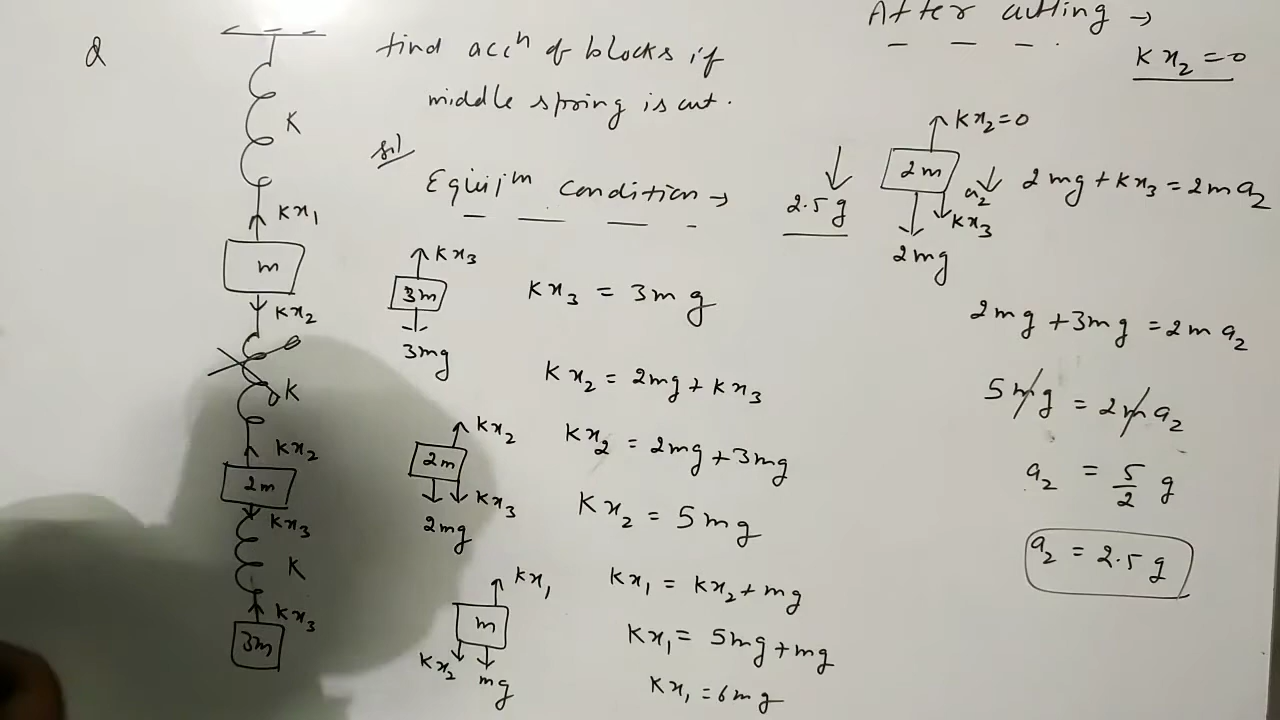 Q
find accⁿ of blocks if
middle spring is cut.
K
Kx₁
m
Kx₂
K
Kx₂
2m
Kx₃
K
Kx₃
3m
Solⁿ
Equilᵐ condition →
Kx₃
3m
3mg
Kx₃ = 3mg
Kx₂ = 2mg + Kx₃
Kx₂
2m
Kx₃
2mg
Kx₂ = 2mg + 3mg
Kx₂ = 5mg
Kx₁
m
Kx₂
mg
Kx₁ = Kx₂ + mg
Kx₁ = 5mg + mg
Kx₁ = 6mg
After cutting →
Kx₂ = 0
Kx₂ = 0
2m
a₂
Kx₃
2mg
2.5g
2mg + Kx₃ = 2ma₂
2mg + 3mg = 2ma₂
5mg = 2ma₂
a₂ = 5/2 g
a₂ = 2.5g